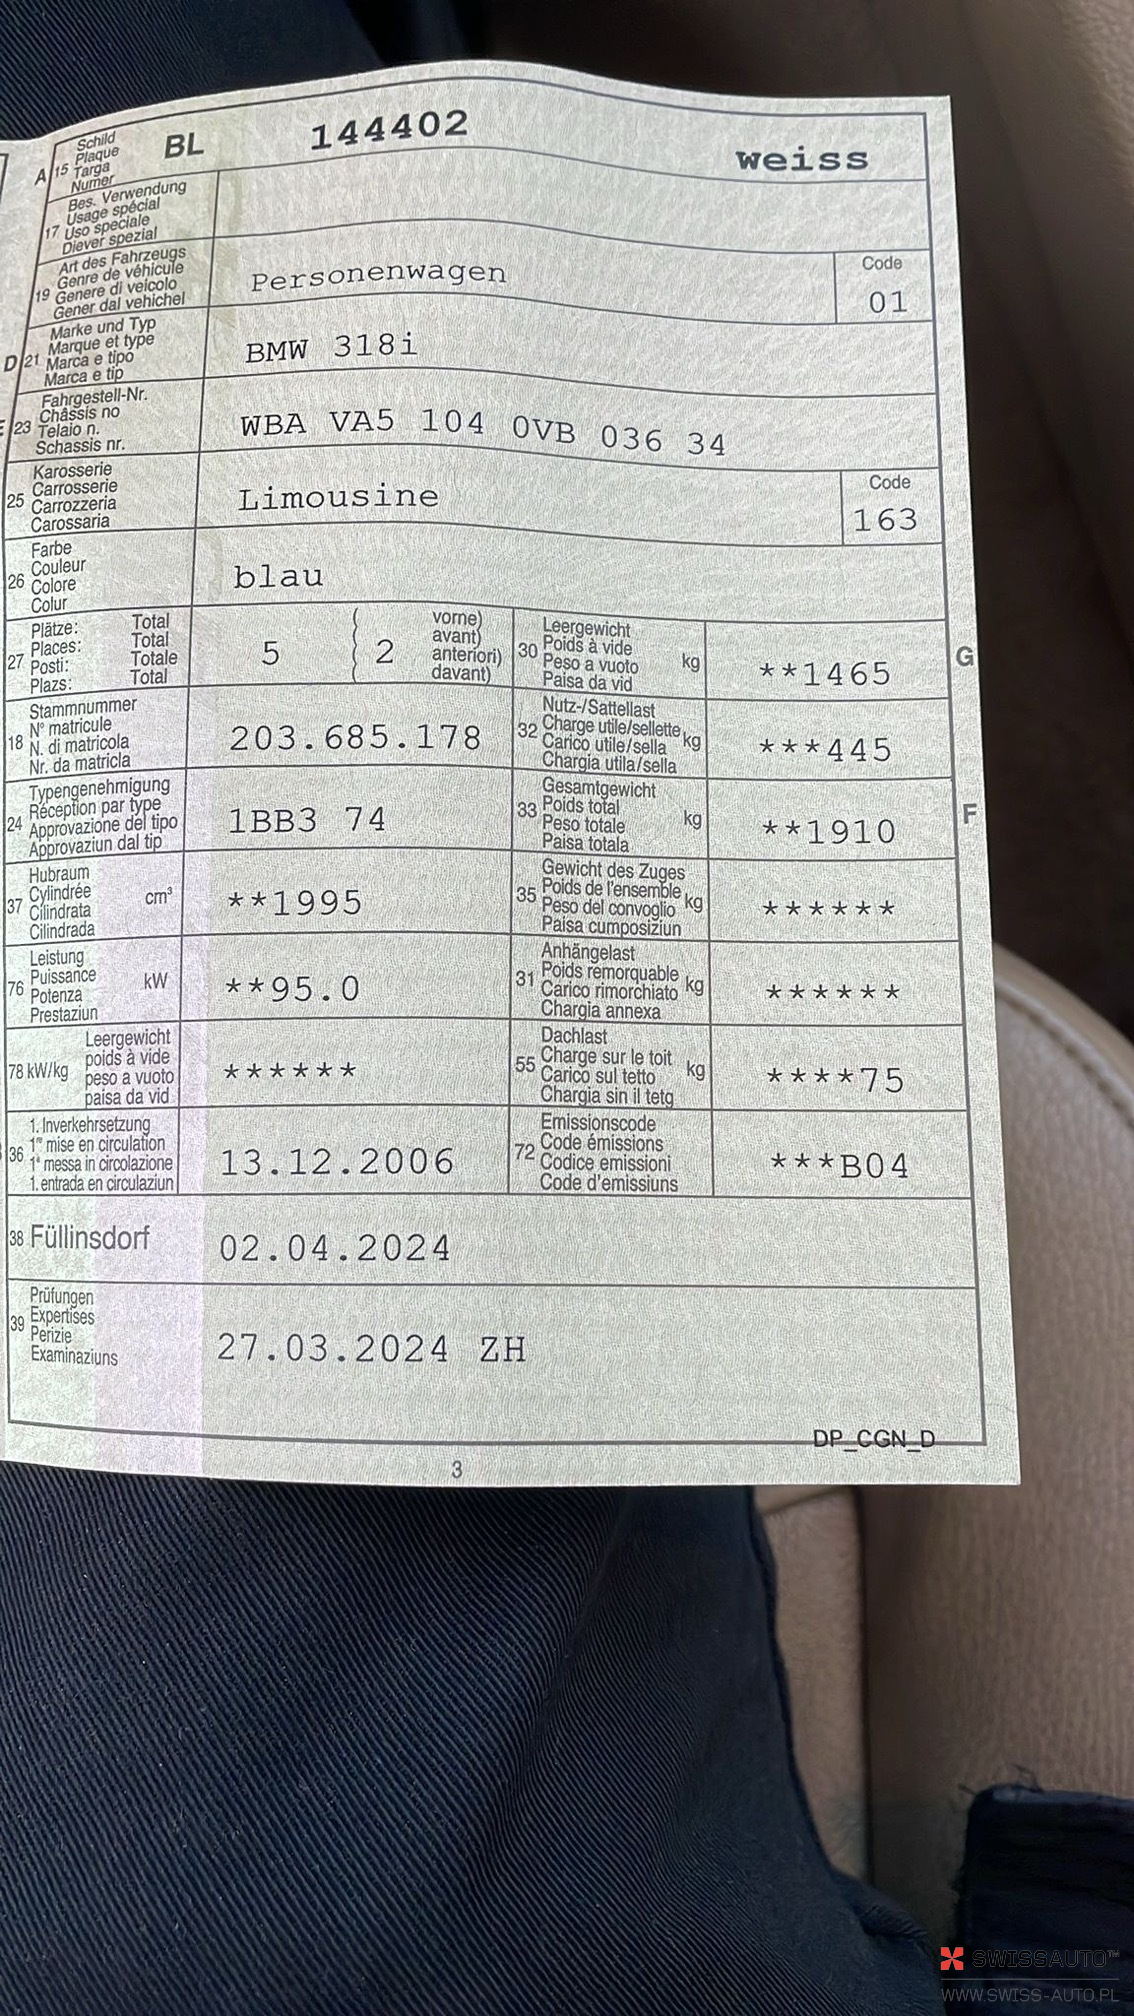 A 15 Schild BL 144402 weiss
Plaque
Targa
Numer
17 Bes. Verwendung
Usage spécial
Uso speciale
Diever spezial
19 Art des Fahrzeugs Personenwagen Code
Genre de véhicule 01
Genere di veicolo
Gener dal vehichel
D 21 Marke und Typ BMW 318i
Marque et type
Marca e tipo
Marca e tip
23 Fahrgestell-Nr. WBA VA5 104 0VB 036 34
Châssis no
Telaio n.
Schassis nr.
25 Karosserie Limousine Code
Carrosserie 163
Carrozzeria
Carossaria
26 Farbe blau
Couleur
Colore
Colur
27 Plätze: Total 5 { 2 vorne)
Places: Total avant)
Posti: Totale anteriori)
Plazs: Total davant)
30 Leergewicht kg **1465 G
Poids à vide
Peso a vuoto
Paisa da vid
18 Stammnummer 203.685.178
N° matricule
N. di matricola
Nr. da matricla
32 Nutz-/Sattellast kg ***445
Charge utile/sellette
Carico utile/sella
Chargia utila/sella
24 Typengenehmigung 1BB3 74
Réception par type
Approvazione del tipo
Approvaziun dal tip
33 Gesamtgewicht kg **1910 F
Poids total
Peso totale
Paisa totala
37 Hubraum cm³ **1995
Cylindrée
Cilindrata
Cilindrada
35 Gewicht des Zuges kg ******
Poids de l'ensemble
Peso del convoglio
Paisa cumposiziun
76 Leistung kW **95.0
Puissance
Potenza
Prestaziun
31 Anhängelast kg ******
Poids remorquable
Carico rimorchiato
Chargia annexa
78 kW/kg Leergewicht ******
poids à vide
peso a vuoto
paisa da vid
55 Dachlast kg ****75
Charge sur le toit
Carico sul tetto
Chargia sin il tetg
36 1. Inverkehrsetzung 13.12.2006
1re mise en circulation
1a messa in circolazione
1. entrada en circulaziun
72 Emissionscode ***B04
Code émissions
Codice emissioni
Code d'emissiuns
38 Füllinsdorf 02.04.2024
39 Prüfungen 27.03.2024 ZH
Expertises
Perizie
Examinaziuns
DP_CGN_D
3
SWISSAUTO™
WWW.SWISS-AUTO.PL